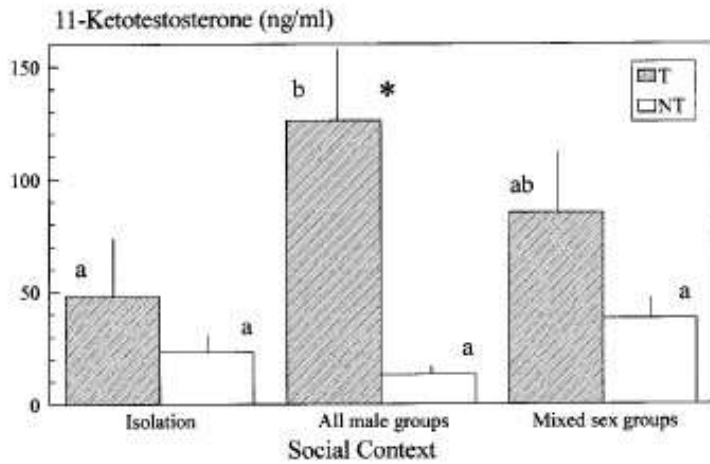 11-Ketotestosterone (ng/ml)
150
100
50
0
T
NT
a
a
b
*
a
ab
a
Isolation
All male groups
Mixed sex groups
Social Context